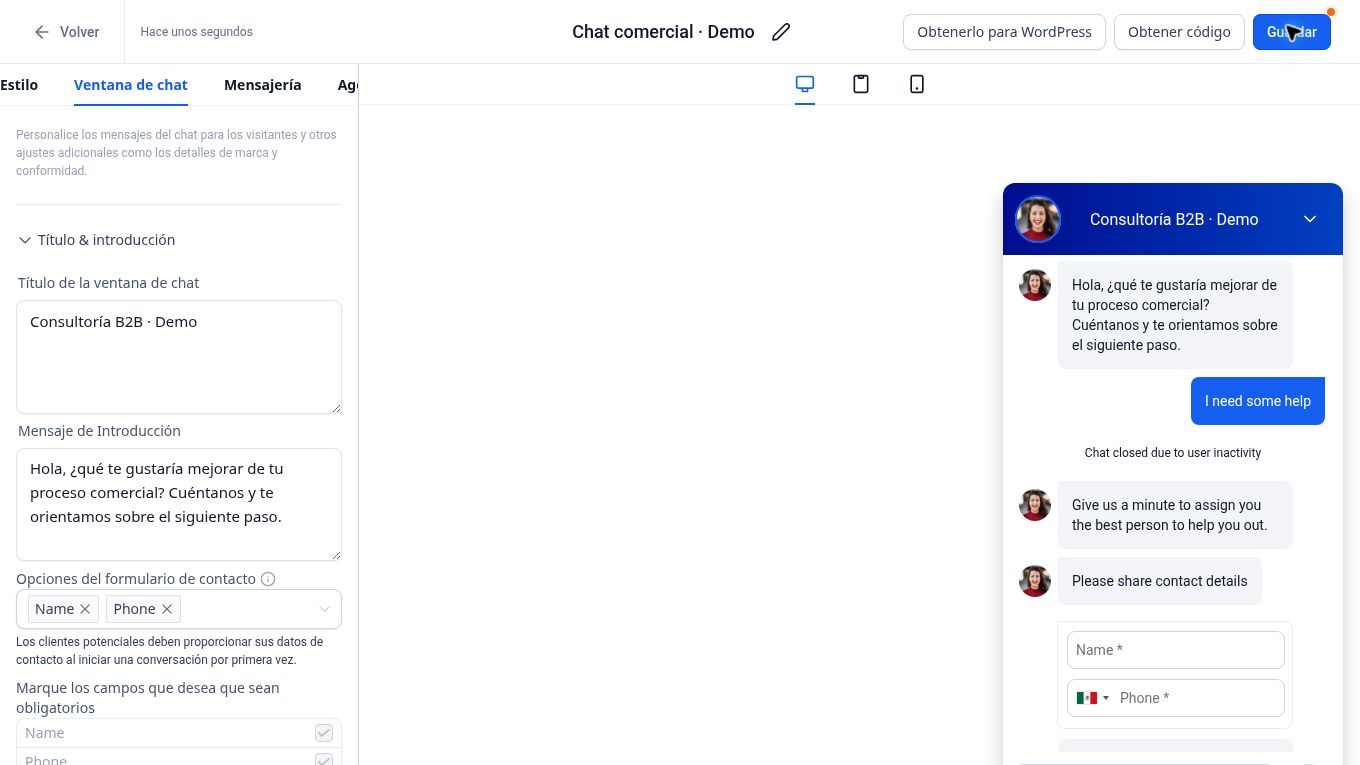 Volver
Hace unos segundos
Chat comercial · Demo
Obtenerlo para WordPress
Obtener código
Guardar
Estilo
Ventana de chat
Mensajería
Personalice los mensajes del chat para los visitantes y otros
ajustes adicionales como los detalles de marca y
conformidad.
Título & introducción
Título de la ventana de chat
Consultoría B2B · Demo
Mensaje de Introducción
Hola, ¿qué te gustaría mejorar de tu
proceso comercial? Cuéntanos y te
orientamos sobre el siguiente paso.
Opciones del formulario de contacto
Name
Phone
Los clientes potenciales deben proporcionar sus datos de
contacto al iniciar una conversación por primera vez.
Marque los campos que desea que sean
obligatorios
Name
Phone
Consultoría B2B · Demo
Hola, ¿qué te gustaría mejorar de
tu proceso comercial?
Cuéntanos y te orientamos sobre
el siguiente paso.
I need some help
Chat closed due to user inactivity
Give us a minute to assign you
the best person to help you out.
Please share contact details
Name *
Phone *